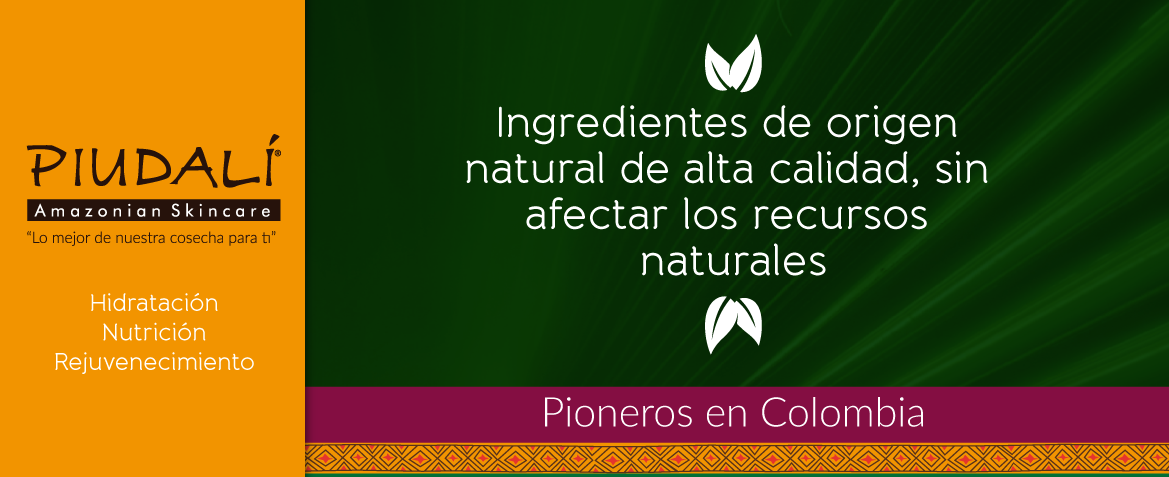 PIUDALÍ®
Amazonian Skincare
“Lo mejor de nuestra cosecha para tı”
Hidratación
Nutrición
Rejuvenecimiento
Ingredientes de origen
natural de alta calidad, sin
afectar los recursos
naturales
Pioneros en Colombia